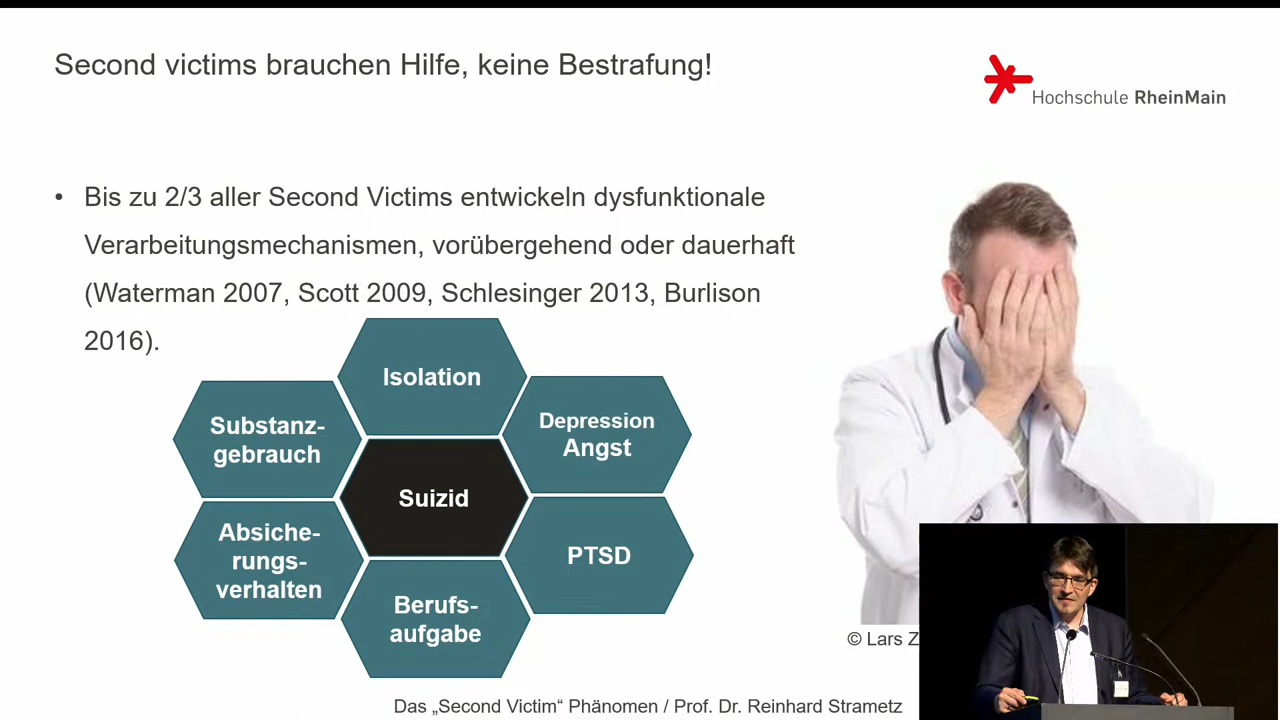 Second victims brauchen Hilfe, keine Bestrafung!
Hochschule RheinMain
• Bis zu 2/3 aller Second Victims entwickeln dysfunktionale
Verarbeitungsmechanismen, vorübergehend oder dauerhaft
(Waterman 2007, Scott 2009, Schlesinger 2013, Burlison
2016).
Isolation
Substanz-
gebrauch
Depression
Angst
Suizid
Absiche-
rungs-
verhalten
PTSD
Berufs-
aufgabe
© Lars Z
Das „Second Victim“ Phänomen / Prof. Dr. Reinhard Strametz